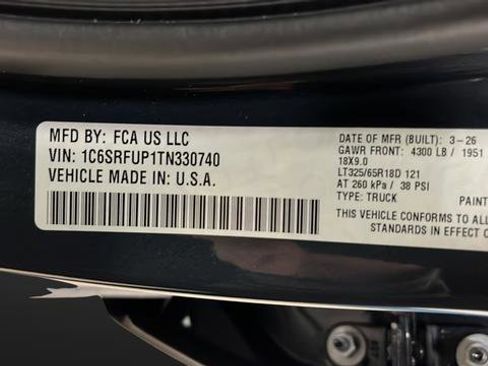 MFD BY: FCA US LLC
VIN: 1C6SRFUP1TN330740
VEHICLE MADE IN: U.S.A.
DATE OF MFR (BUILT): 3-26
GAWR FRONT: 4300 LB / 1951
18X9.0
LT325/65R18D 121
AT 260 kPa / 38 PSI
TYPE: TRUCK
PAINT
THIS VEHICLE CONFORMS TO ALL
STANDARDS IN EFFECT